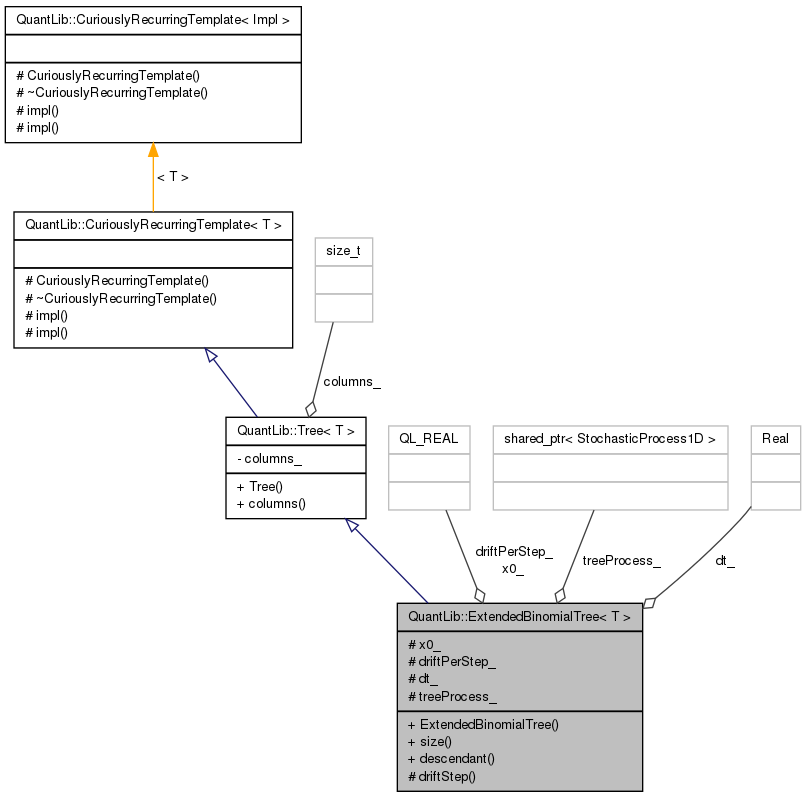 QuantLib::CuriouslyRecurringTemplate< Impl >
# CuriouslyRecurringTemplate()
# ~CuriouslyRecurringTemplate()
# impl()
# impl()
< T >
QuantLib::CuriouslyRecurringTemplate< T >
# CuriouslyRecurringTemplate()
# ~CuriouslyRecurringTemplate()
# impl()
# impl()
size_t
columns_
QuantLib::Tree< T >
- columns_
+ Tree()
+ columns()
QL_REAL
shared_ptr< StochasticProcess1D >
Real
driftPerStep_
x0_
treeProcess_
dt_
QuantLib::ExtendedBinomialTree< T >
# x0_
# driftPerStep_
# dt_
# treeProcess_
+ ExtendedBinomialTree()
+ size()
+ descendant()
# driftStep()